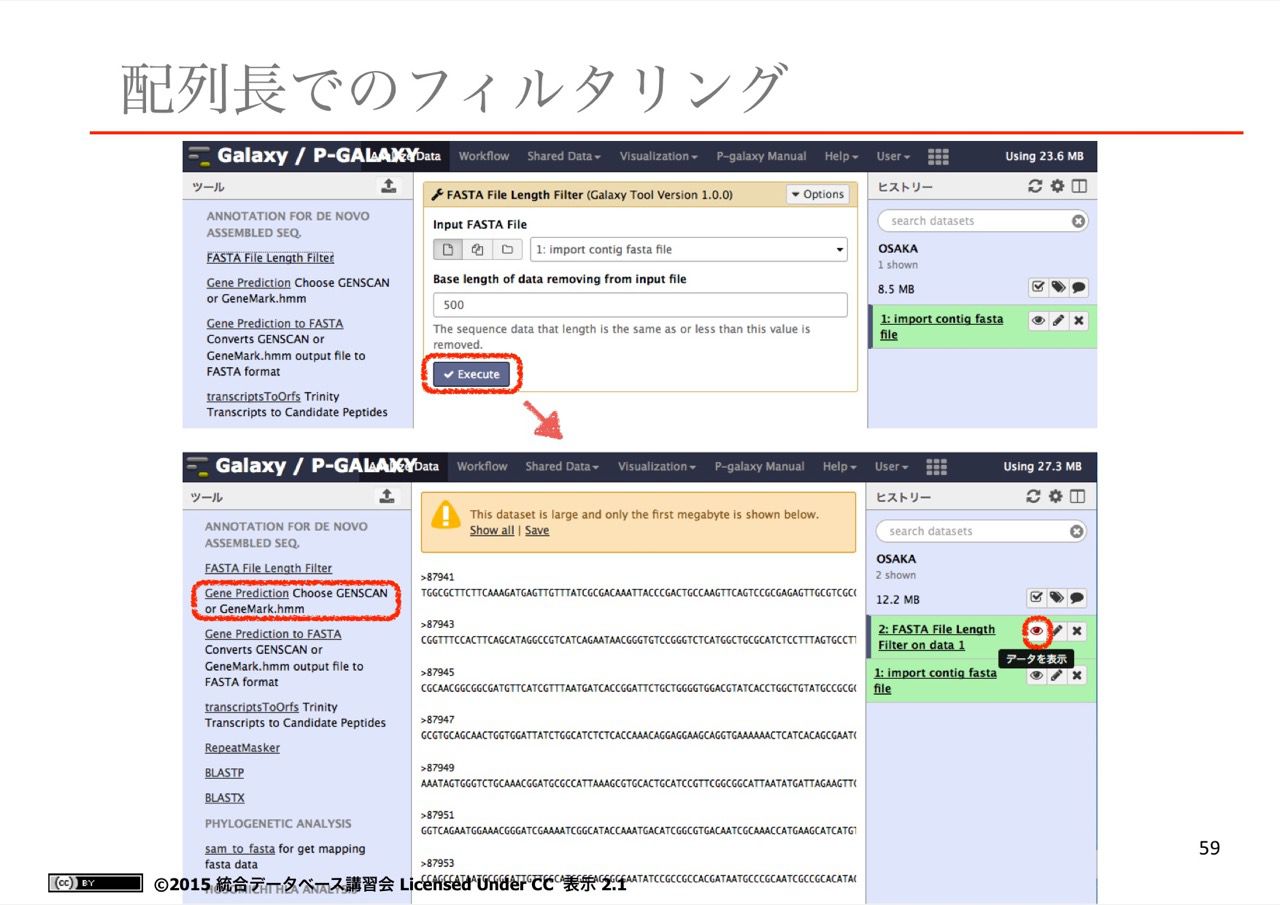 配列長でのフィルタリング
Galaxy / P-GALAXY Analyze Data Workflow Shared Data Visualization P-galaxy Manual Help User Using 23.6 MB
ツール
ANNOTATION FOR DE NOVO
ASSEMBLED SEQ.
FASTA File Length Filter
Gene Prediction Choose GENSCAN
or GeneMark.hmm
Gene Prediction to FASTA
Converts GENSCAN or
GeneMark.hmm output file to
FASTA format
transcriptsToOrfs Trinity
Transcripts to Candidate Peptides
FASTA File Length Filter (Galaxy Tool Version 1.0.0)
Options
Input FASTA File
1: import contig fasta file
Base length of data removing from input file
500
The sequence data that length is the same as or less than this value is
removed.
Execute
ヒストリー
search datasets
OSAKA
1 shown
8.5 MB
1: import contig fasta
file
Galaxy / P-GALAXY Analyze Data Workflow Shared Data Visualization P-galaxy Manual Help User Using 27.3 MB
ツール
ANNOTATION FOR DE NOVO
ASSEMBLED SEQ.
FASTA File Length Filter
Gene Prediction Choose GENSCAN
or GeneMark.hmm
Gene Prediction to FASTA
Converts GENSCAN or
GeneMark.hmm output file to
FASTA format
transcriptsToOrfs Trinity
Transcripts to Candidate Peptides
RepeatMasker
BLASTP
BLASTX
PHYLOGENETIC ANALYSIS
sam_to_fasta for get mapping
fasta data
This dataset is large and only the first megabyte is shown below.
Show all | Save
>87941
TGGCGCTTCTTCAAAGATGAGTTGTTTATCGCGACAAATTACCCGACTGCCAAGTTCAGTCCGCGAGAGTTGCGTCGC
>87943
CGGTTTCCACTTCAGCATAGGCCGTCATCAGAATAACGGGTGTCCGGGTCTCATGGCTGCGCATCTCCTTTAGTGCCT
>87945
CGCAACGGCGGCGATGTTCATCGTTTAATGATCACCGGATTCTGCTGGGGTGGACGTATCACCTGGCTGTATGCCGCG
>87947
GCGTGCAGCAACTGGTGGATTATCTGGCATCTCTCACCAAACAGGAGGAAGCAGGTGAAAAAACTCATCACAGCGAAT
>87949
AAATAGTGGGTCTGCAAACGGATGCGCCATTAAAGCGTGCACTGCATCCGTTCGGCGGCATTAATATGATTAGAAGTT
>87951
GGTCAGAATGGAAACGGGATCGAAAATCGGCATACCAAATGACATCGGCGTGACAATCGCAAACCATGAAGCATCATG
>87953
ヒストリー
search datasets
OSAKA
2 shown
12.2 MB
2: FASTA File Length
Filter on data 1
データを表示
1: import contig fasta
file
59
cc BY
©2015 統合データベース講習会 Licensed Under CC 表示 2.1